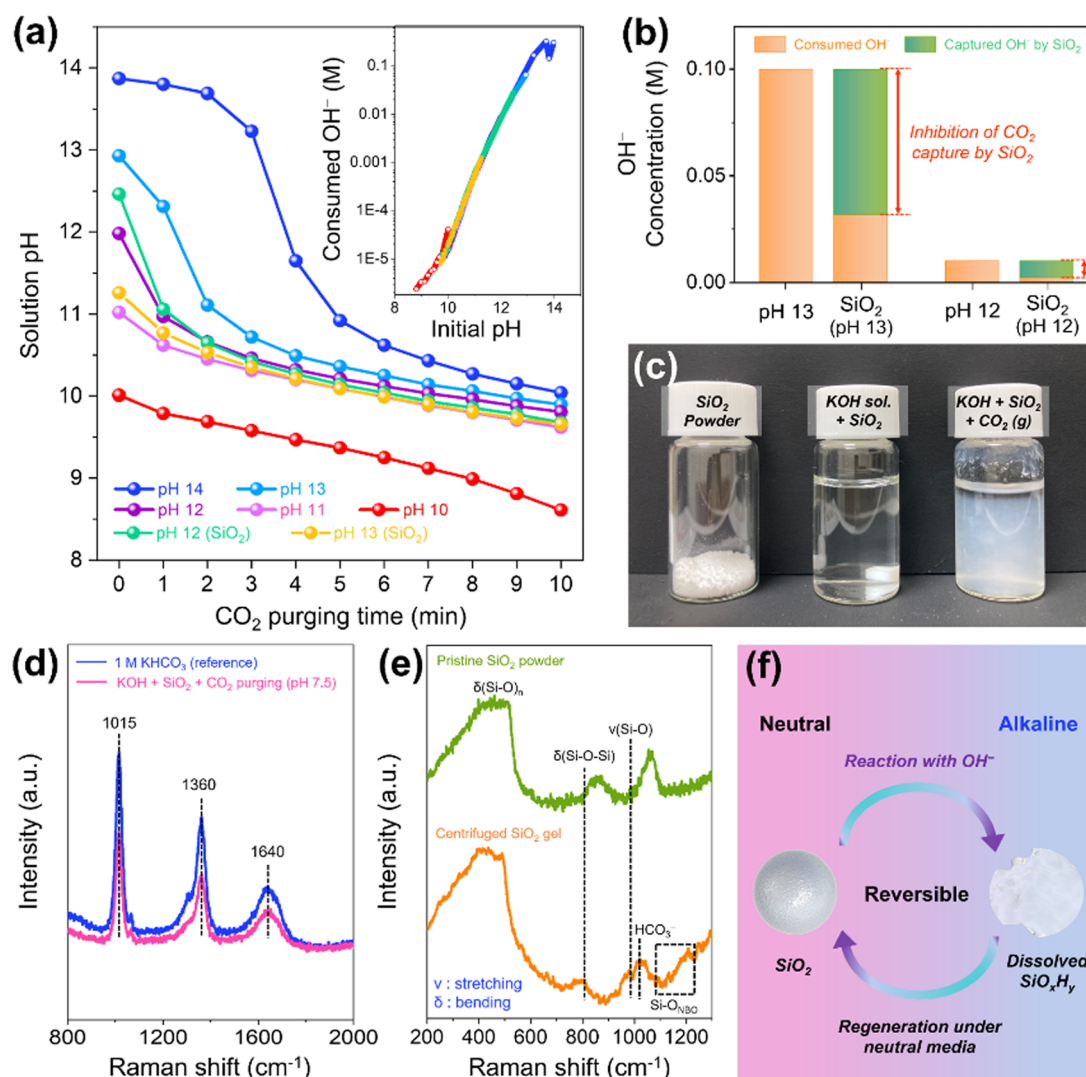 (a)
Solution pH
14
13
12
11
10
9
8
0 1 2 3 4 5 6 7 8 9 10
CO₂ purging time (min)
pH 14
pH 13
pH 12
pH 11
pH 10
pH 12 (SiO₂)
pH 13 (SiO₂)
Consumed OH⁻ (M)
0.1
0.01
0.001
1E-4
1E-5
8 10 12 14
Initial pH
(b)
Consumed OH⁻
Captured OH⁻ by SiO₂
OH⁻
Concentration (M)
0.10
0.05
0.00
Inhibition of CO₂
capture by SiO₂
pH 13
SiO₂
(pH 13)
pH 12
SiO₂
(pH 12)
(c)
SiO₂
Powder
KOH sol.
+ SiO₂
KOH + SiO₂
+ CO₂ (g)
(d)
1 M KHCO₃ (reference)
KOH + SiO₂ + CO₂ purging (pH 7.5)
1015
1360
1640
Intensity (a.u.)
800 1200 1600 2000
Raman shift (cm⁻¹)
(e)
Pristine SiO₂ powder
δ(Si-O)ₙ
ν(Si-O)
δ(Si-O-Si)
Centrifuged SiO₂ gel
HCO₃⁻
Si-O_NBO
ν : stretching
δ : bending
Intensity (a.u.)
200 400 600 800 1000 1200
Raman shift (cm⁻¹)
(f)
Neutral
Alkaline
Reaction with OH⁻
Reversible
SiO₂
Dissolved
SiOₓHᵧ
Regeneration under
neutral media